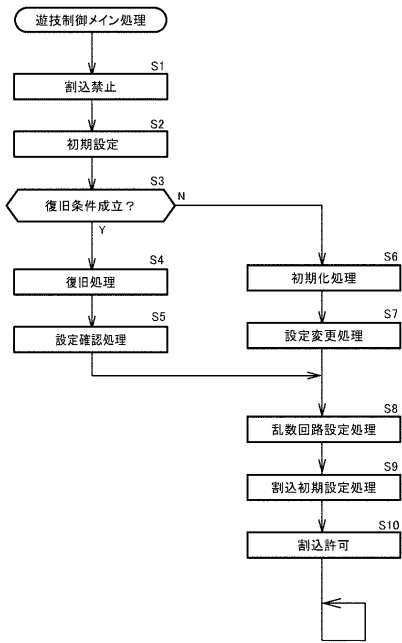 遊技制御メイン処理
S1
割込禁止
S2
初期設定
S3
復旧条件成立？
N
Y
S4
復旧処理
S5
設定確認処理
S6
初期化処理
S7
設定変更処理
S8
乱数回路設定処理
S9
割込初期設定処理
S10
割込許可